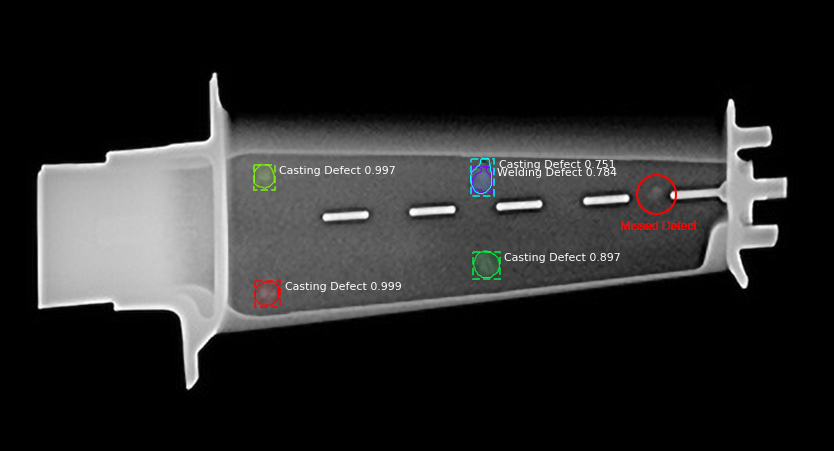 Casting Defect 0.751
Casting Defect 0.997
Welding Defect 0.784
Missed Defect
Casting Defect 0.897
Casting Defect 0.999